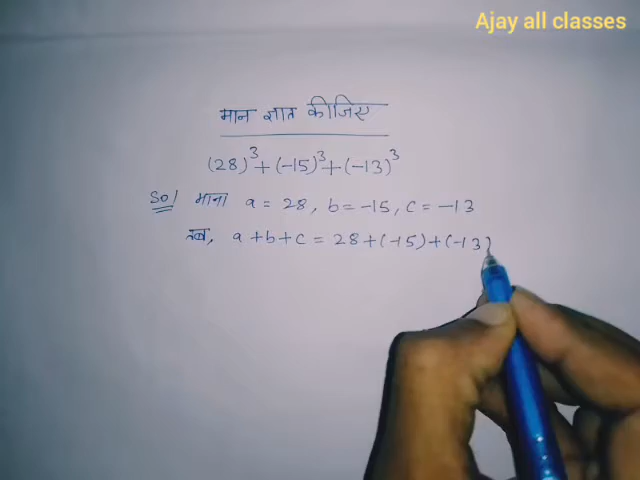 Ajay all classes
मान ज्ञात कीजिए
(28)³+(-15)³+(-13)³
Sol माना a = 28, b = -15, c = -13
तब, a+b+c = 28+(-15)+(-13)